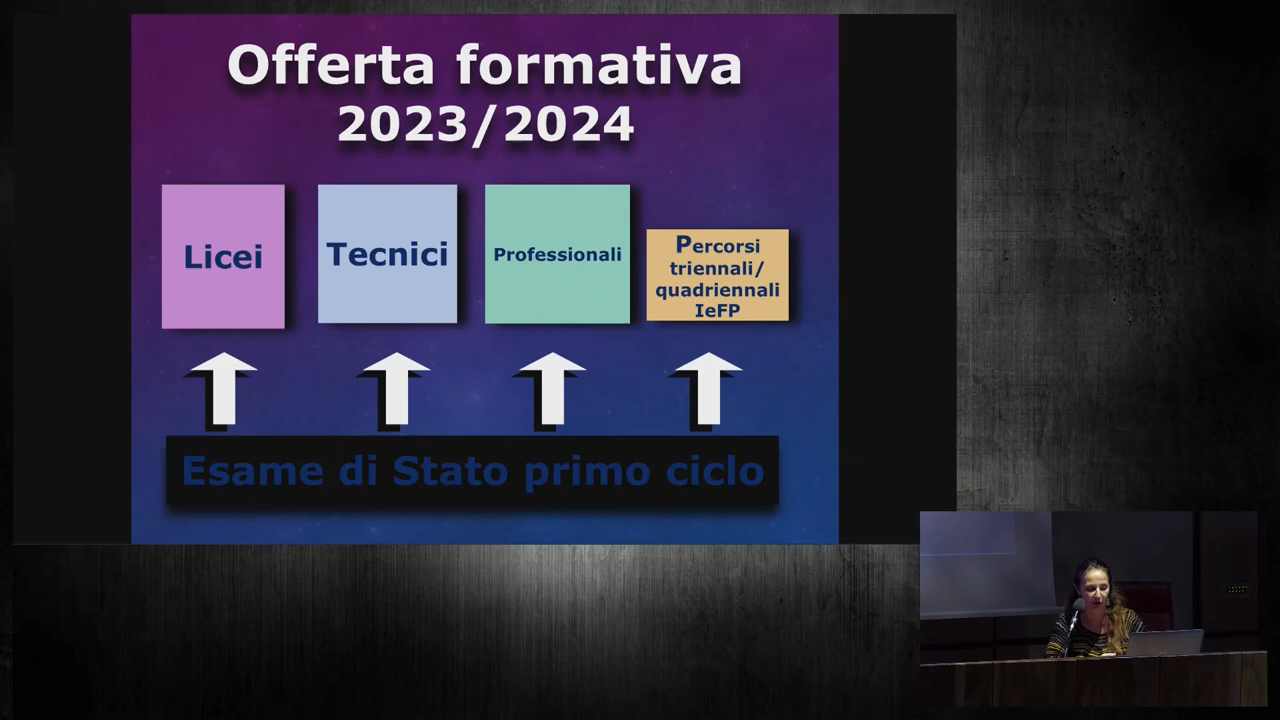 Offerta formativa
2023/2024
Licei
Tecnici
Professionali
Percorsi
triennali/
quadriennali
IeFP
Esame di Stato primo ciclo